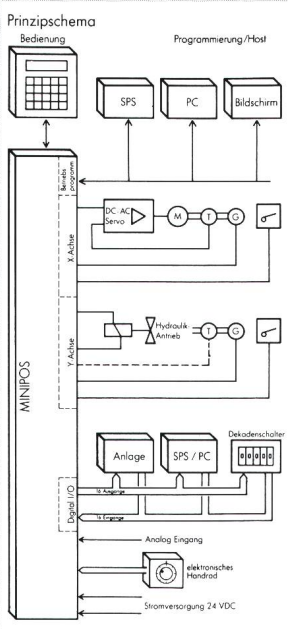 Prinzipschema
Bedienung
Programmierung/Host
SPS
PC
Bildschirm
Betriebs
programm
DC-AC
Servo
M
T
G
X-Achse
Hydraulik-
Antrieb
T
G
Y-Achse
MINIPOS
Dekadenschalter
Anlage
SPS / PC
00000
Digital I/O
16 Ausgänge
16 Eingänge
Analog Eingang
elektronisches
Handrad
Stromversorgung 24 VDC